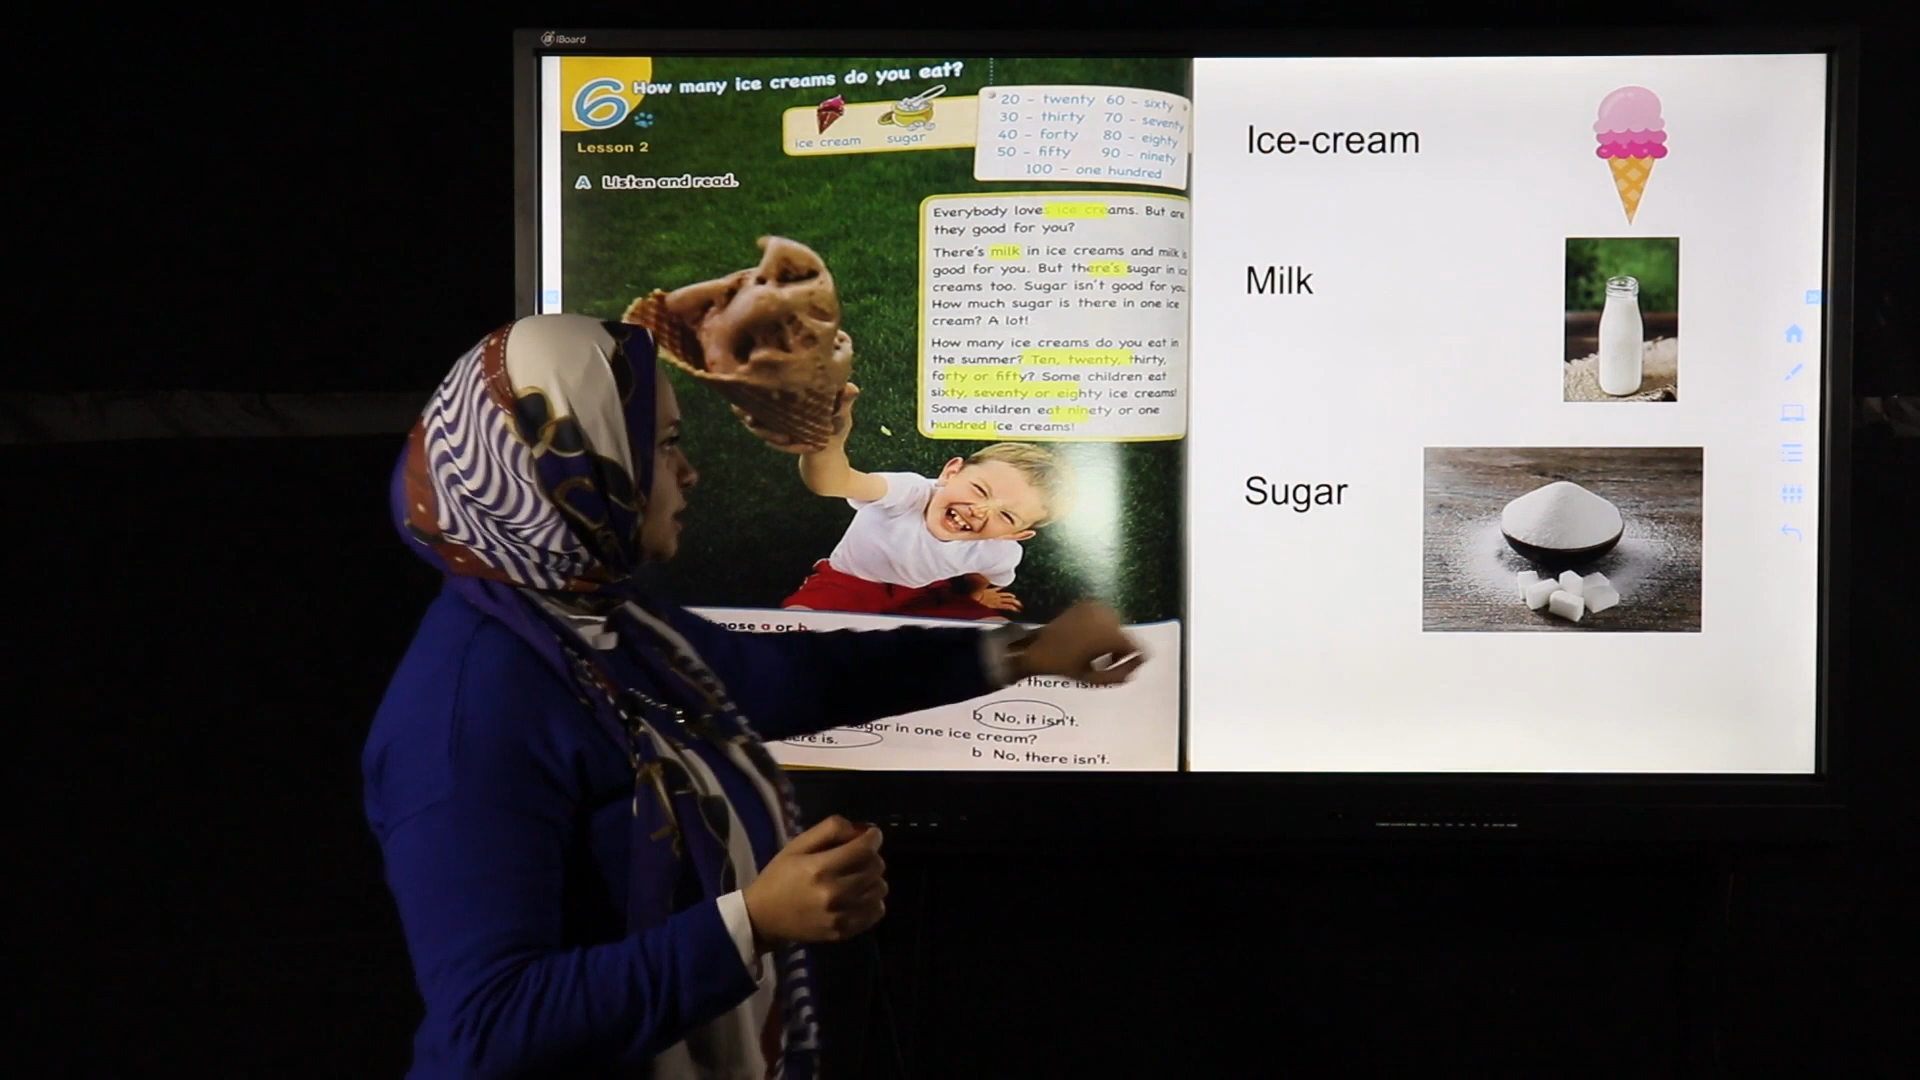 iBoard
6
How many ice creams do you eat?
Lesson 2
ice cream
sugar
20 - twenty 60 - sixty
30 - thirty 70 - seventy
40 - forty 80 - eighty
50 - fifty 90 - ninety
100 - one hundred
A Listen and read.
Everybody loves ice creams. But are
they good for you?
There's milk in ice creams and milk is
good for you. But there's sugar in ice
creams too. Sugar isn't good for you.
How much sugar is there in one ice
cream? A lot!
How many ice creams do you eat in
the summer? Ten, twenty, thirty,
forty or fifty? Some children eat
sixty, seventy or eighty ice creams!
Some children eat ninety or one
hundred ice creams!
a or b
there isn't.
b No, it isn't.
sugar in one ice cream?
is.
b No, there isn't.
Ice-cream
Milk
Sugar